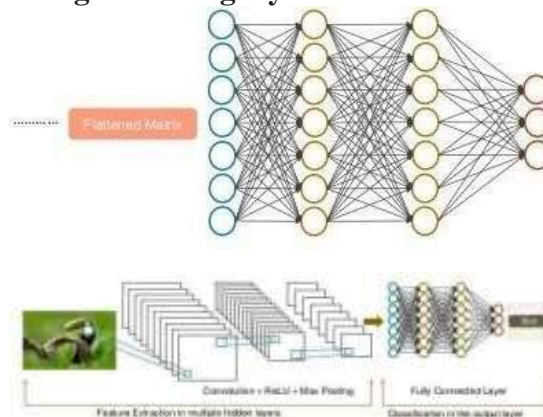 Flattened Matrix
Convolution + ReLU + Max Pooling
Fully Connected Layer
Feature Extraction in multiple hidden layers
Classification in the output layer